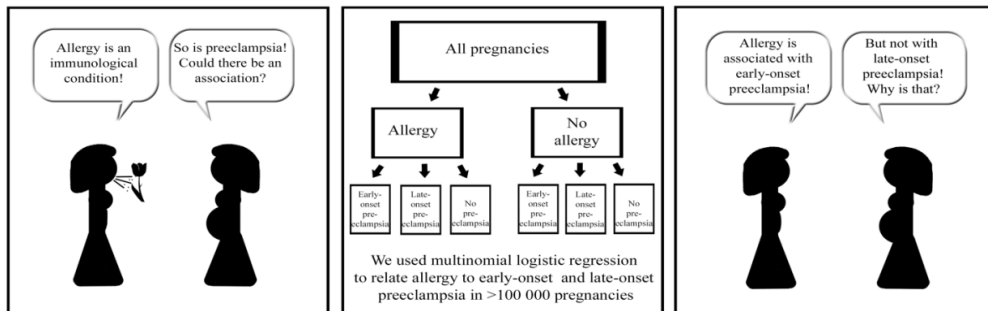 Allergy is an
immunological
condition!
So is preeclampsia!
Could there be an
association?
All pregnancies
Allergy
No
allergy
Early-
onset
pre-
eclampsia
Late-
onset
pre-
eclampsia
No
pre-
eclampsia
Early-
onset
pre-
eclampsia
Late-
onset
pre-
eclampsia
No
pre-
eclampsia
We used multinomial logistic regression
to relate allergy to early-onset and late-onset
preeclampsia in >100 000 pregnancies
Allergy is
associated with
early-onset
preeclampsia!
But not with
late-onset
preeclampsia!
Why is that?